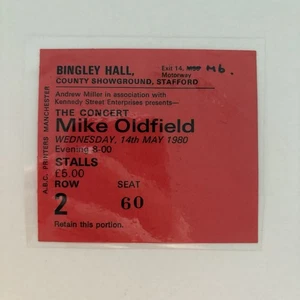 BINGLEY HALL,
COUNTY SHOWGROUND, STAFFORD
Exit 14, M6.
Motorway
Andrew Miller in association with
Kennedy Street Enterprises presents—
THE CONCERT
Mike Oldfield
WEDNESDAY, 14th MAY 1980
Evening 8-00
STALLS
£5.00
ROW SEAT
2 60
Retain this portion.
A.B.C. PRINTERS MANCHESTER